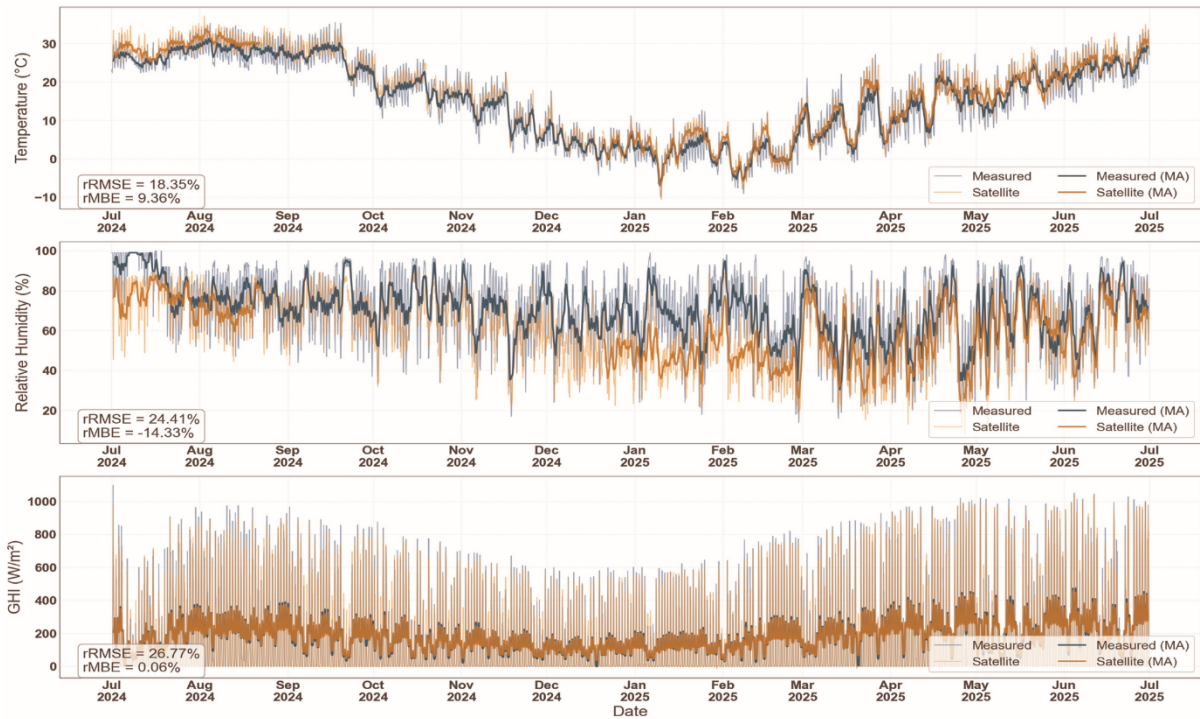 Temperature (°C)
30
20
10
0
−10
rRMSE = 18.35%
rMBE = 9.36%
Measured
Measured (MA)
Satellite
Satellite (MA)
Jul Aug Sep Oct Nov Dec Jan Feb Mar Apr May Jun Jul
2024 2024 2024 2024 2024 2024 2025 2025 2025 2025 2025 2025 2025
Relative Humidity (%)
100
80
60
40
20
rRMSE = 24.41%
rMBE = -14.33%
Measured
Measured (MA)
Satellite
Satellite (MA)
Jul Aug Sep Oct Nov Dec Jan Feb Mar Apr May Jun Jul
2024 2024 2024 2024 2024 2024 2025 2025 2025 2025 2025 2025 2025
GHI (W/m²)
1000
800
600
400
200
0
rRMSE = 26.77%
rMBE = 0.06%
Measured
Measured (MA)
Satellite
Satellite (MA)
Jul Aug Sep Oct Nov Dec Jan Feb Mar Apr May Jun Jul
2024 2024 2024 2024 2024 2024 2025 2025 2025 2025 2025 2025 2025
Date